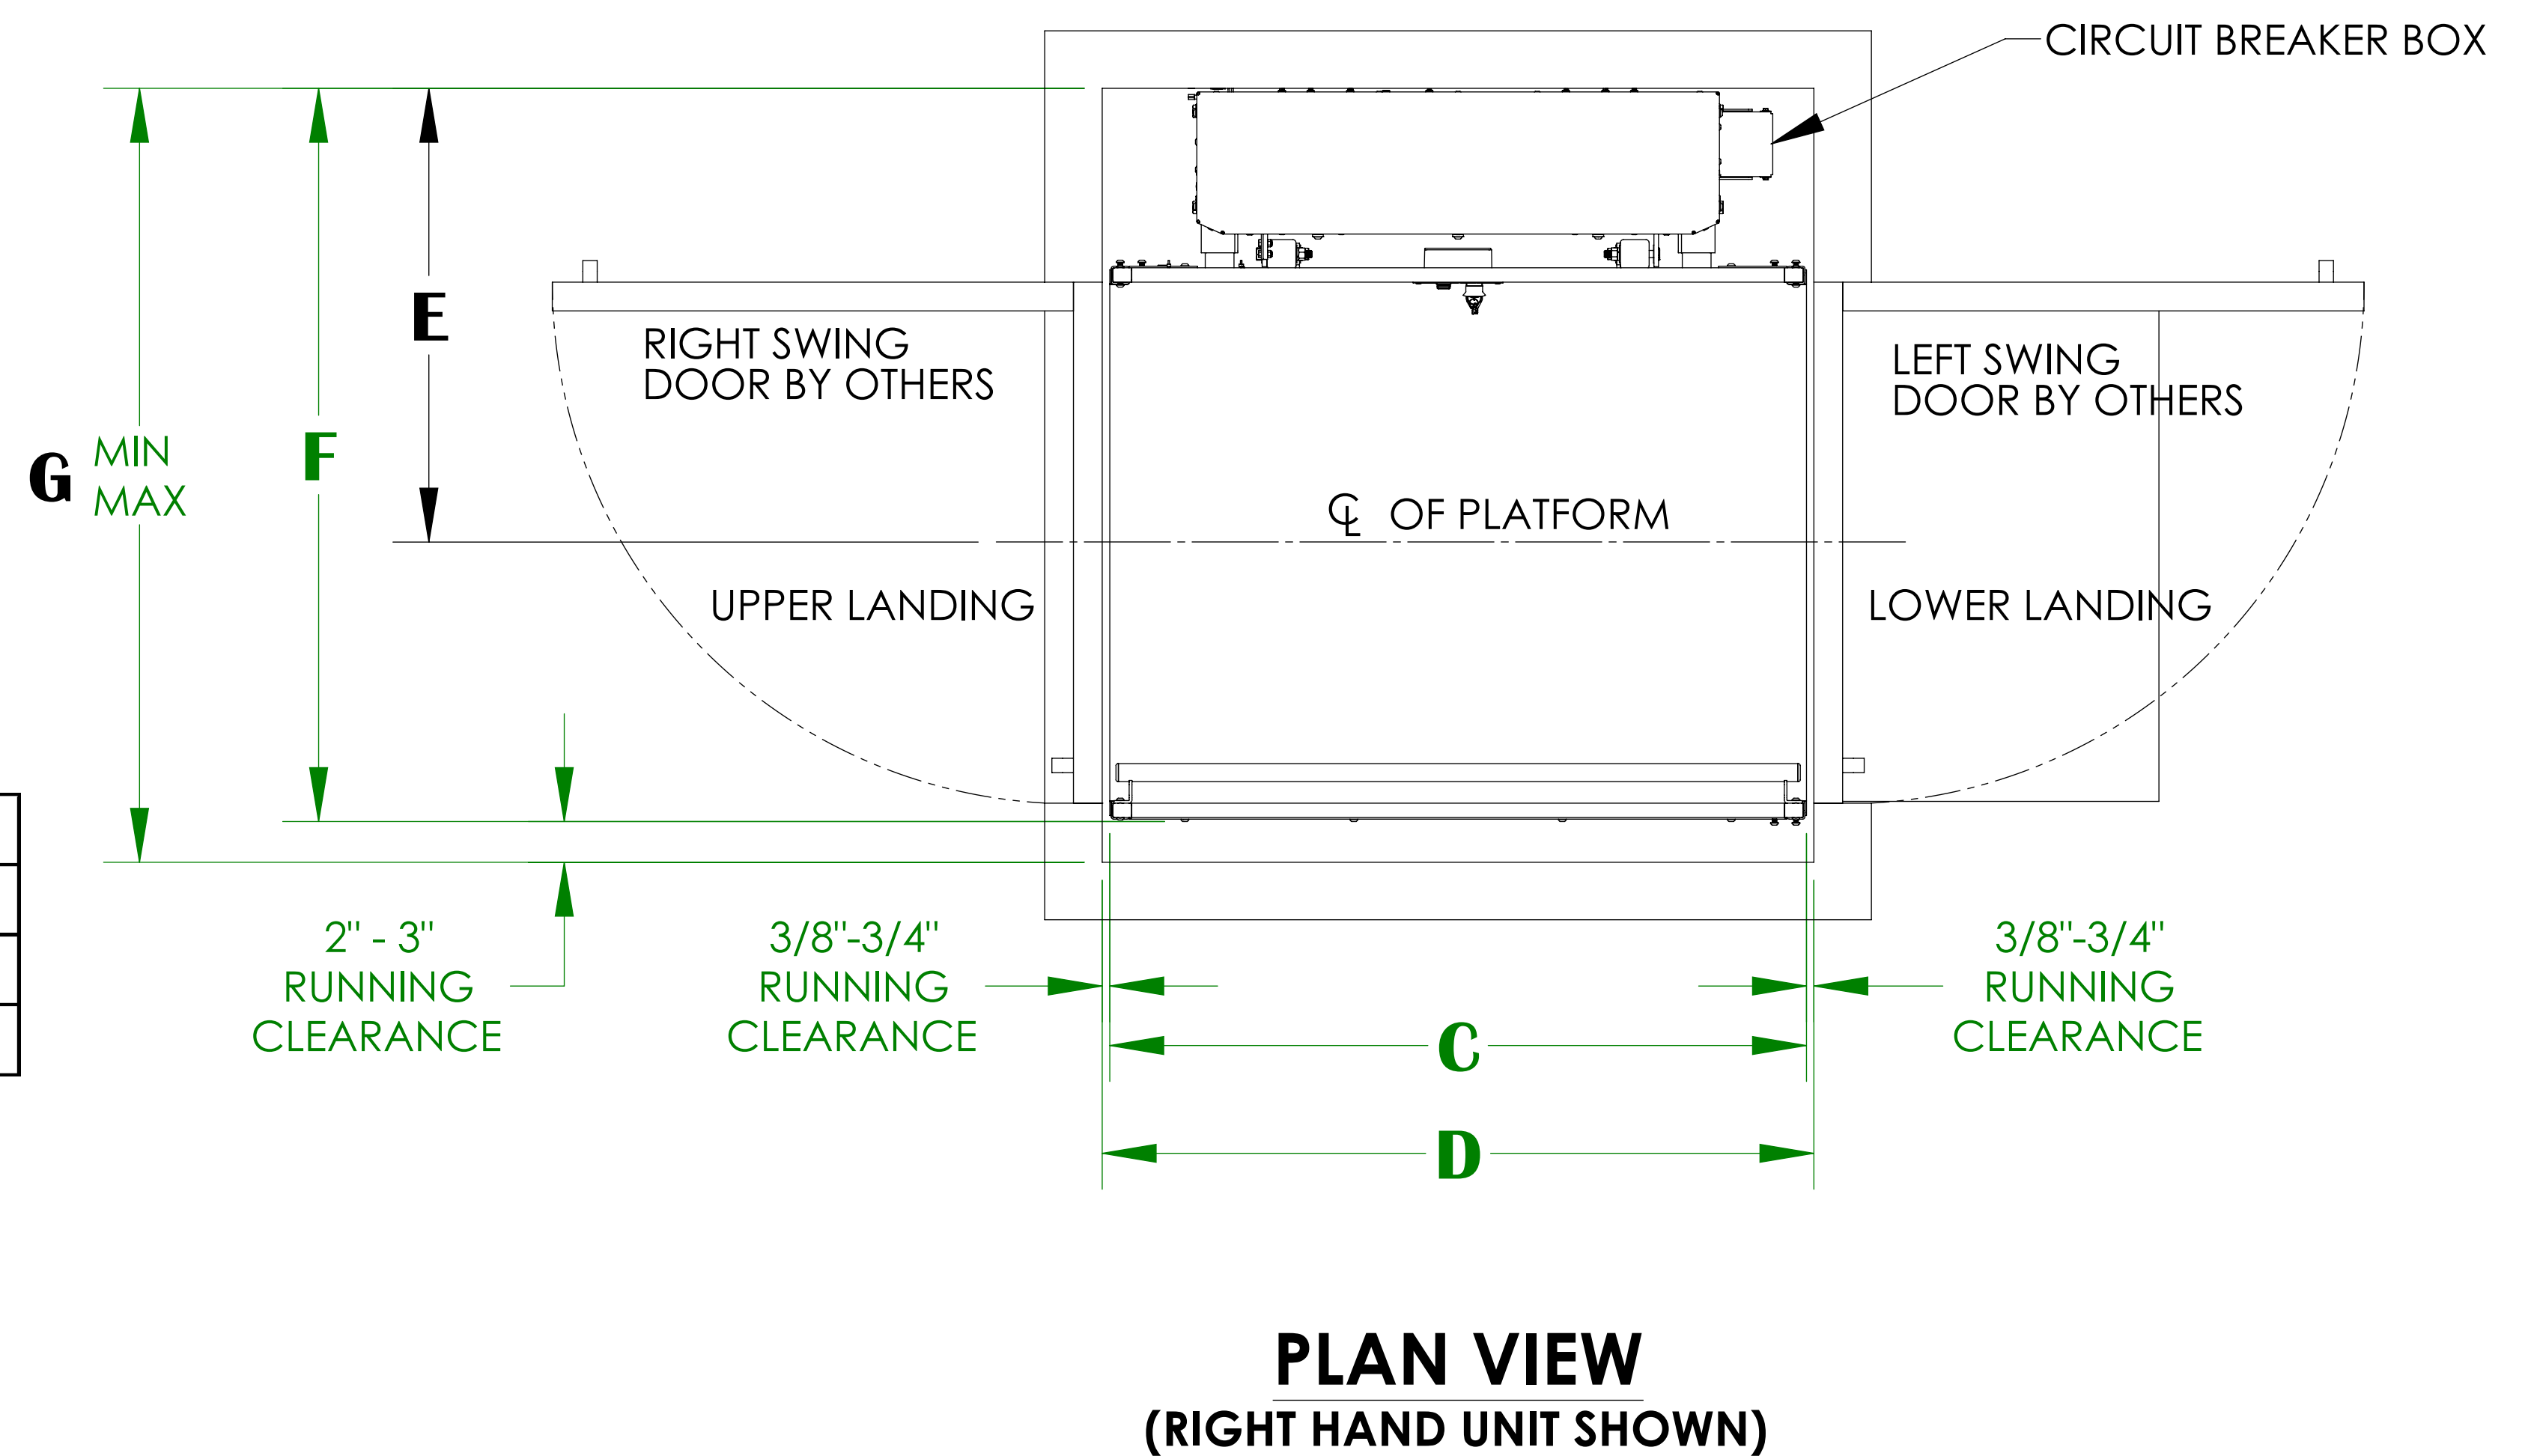 CIRCUIT BREAKER BOX
E
RIGHT SWING
DOOR BY OTHERS
LEFT SWING
DOOR BY OTHERS
G
MIN
MAX
F
℄ OF PLATFORM
UPPER LANDING
LOWER LANDING
2" - 3"
RUNNING
CLEARANCE
3/8"-3/4"
RUNNING
CLEARANCE
3/8"-3/4"
RUNNING
CLEARANCE
C
D
PLAN VIEW
(RIGHT HAND UNIT SHOWN)